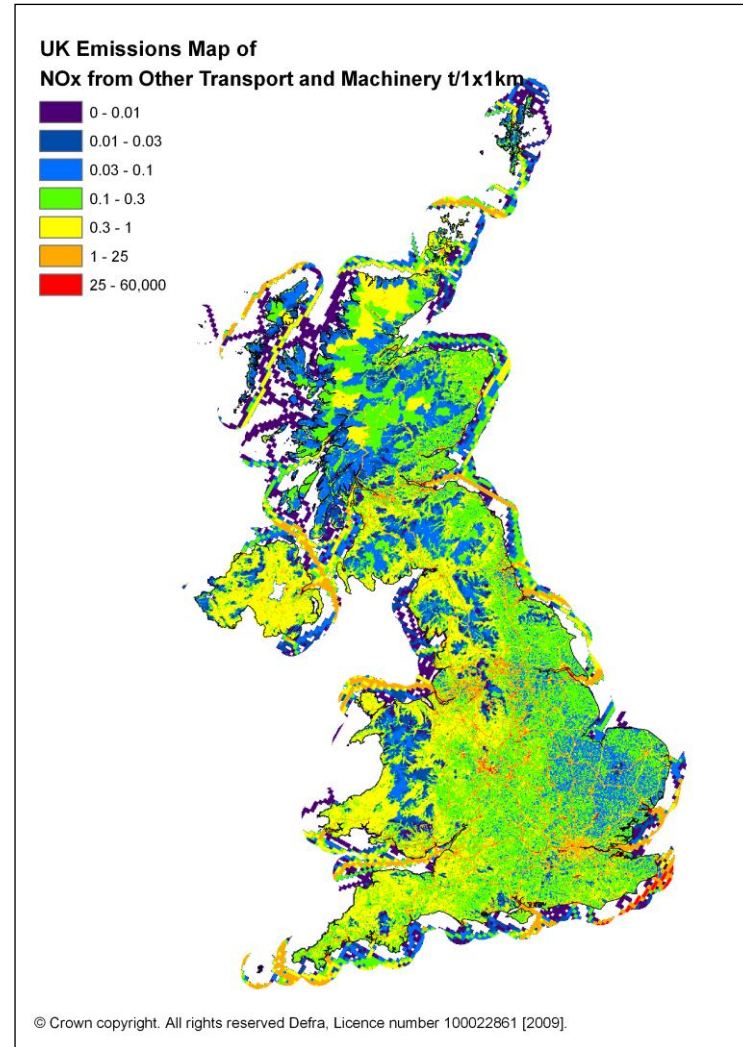 UK Emissions Map of
NOx from Other Transport and Machinery t/1x1km
0 - 0.01
0.01 - 0.03
0.03 - 0.1
0.1 - 0.3
0.3 - 1
1 - 25
25 - 60,000
© Crown copyright. All rights reserved Defra, Licence number 100022861 [2009].